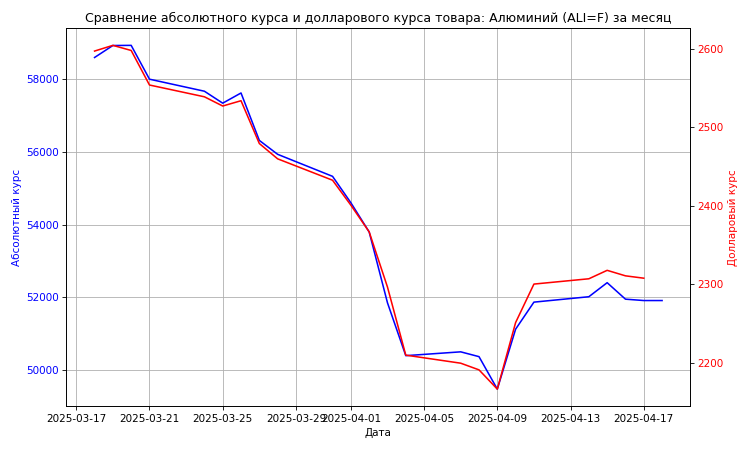 Сравнение абсолютного курса и долларового курса товара: Алюминий (ALI=F) за месяц
Абсолютный курс
58000
56000
54000
52000
50000
2600
2500
2400
2300
2200
Долларовый курс
2025-03-17 2025-03-21 2025-03-25 2025-03-29 2025-04-01 2025-04-05 2025-04-09 2025-04-13 2025-04-17
Дата